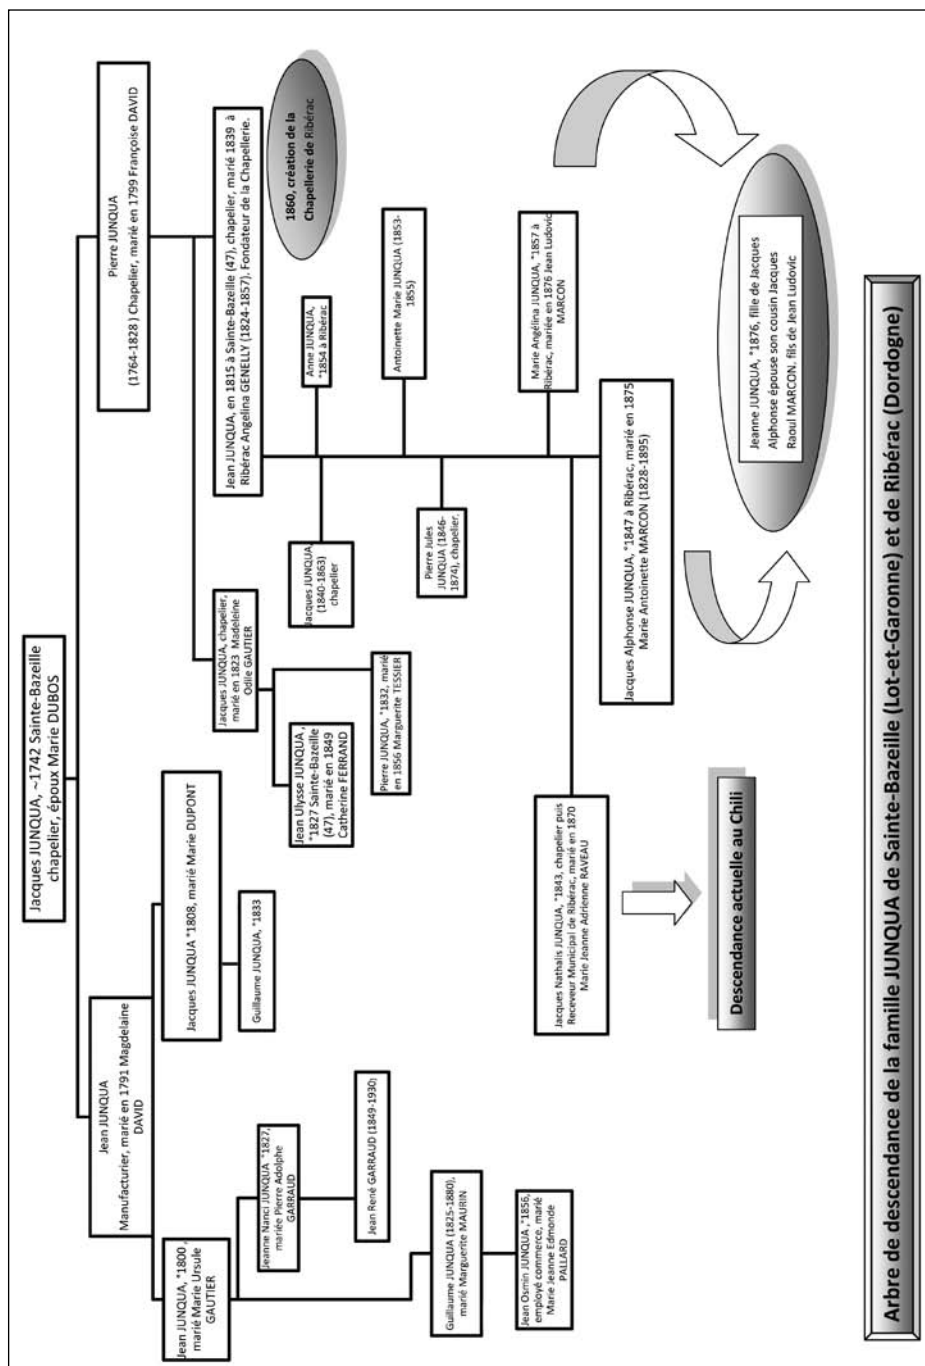 Jacques JUNQUA, ~1742 Sainte-Bazeille
chapelier, époux Marie DUBOS
Jean JUNQUA
Manufacturier, marié en 1791 Magdelaine
DAVID
Pierre JUNQUA
(1764-1828) Chapelier, marié en 1799 Françoise DAVID
Jean JUNQUA, °1800,
marié Marie Ursule
GAUTIER
Jacques JUNQUA °1808, marié Marie DUPONT
Jacques JUNQUA, chapelier,
marié en 1823 Madeleine
Odile GAUTIER
Jean JUNQUA, en 1815 à Sainte-Bazeille (47), chapelier, marié 1839 à
Ribérac Angelina GENELLY (1824-1857). Fondateur de la Chapellerie.
1860, création de la
Chapellerie de Ribérac
Jeanne Nanci JUNQUA °1827,
mariée Pierre Adolphe
GARRAUD
Guillaume JUNQUA, °1833
Jean Ulysse JUNQUA,
°1827 Sainte-Bazeille
(47), marié en 1849
Catherine FERRAND
Jacques JUNQUA,
(1840-1863)
chapelier
Anne JUNQUA,
°1854 à Ribérac
Jean René GARRAUD (1849-1930)
Pierre JUNQUA, °1832, marié
en 1856 Marguerite TESSIER
Pierre Jules
JUNQUA (1846-
1874), chapelier.
Antoinette Marie JUNQUA (1853-
1855)
Guillaume JUNQUA (1825-1880),
marié Marguerite MAURIN
Jean Osmin JUNQUA, °1856,
employé commerce, marié
Marie Jeanne Edmonde
PALLARD
Jacques Nathalis JUNQUA, °1843, chapelier puis
Receveur Municipal de Ribérac, marié en 1870
Marie Jeanne Adrienne RAVEAU
Marie Angélina JUNQUA, °1857 à
Ribérac, mariée en 1876 Jean Ludovic
MARCON
Jacques Alphonse JUNQUA, °1847 à Ribérac, marié en 1875
Marie Antoinette MARCON (1828-1895)
Descendance actuelle au Chili
Jeanne JUNQUA, °1876, fille de Jacques
Alphonse épouse son cousin Jacques
Raoul MARCON. fils de Jean Ludovic
Arbre de descendance de la famille JUNQUA de Sainte-Bazeille (Lot-et-Garonne) et de Ribérac (Dordogne)